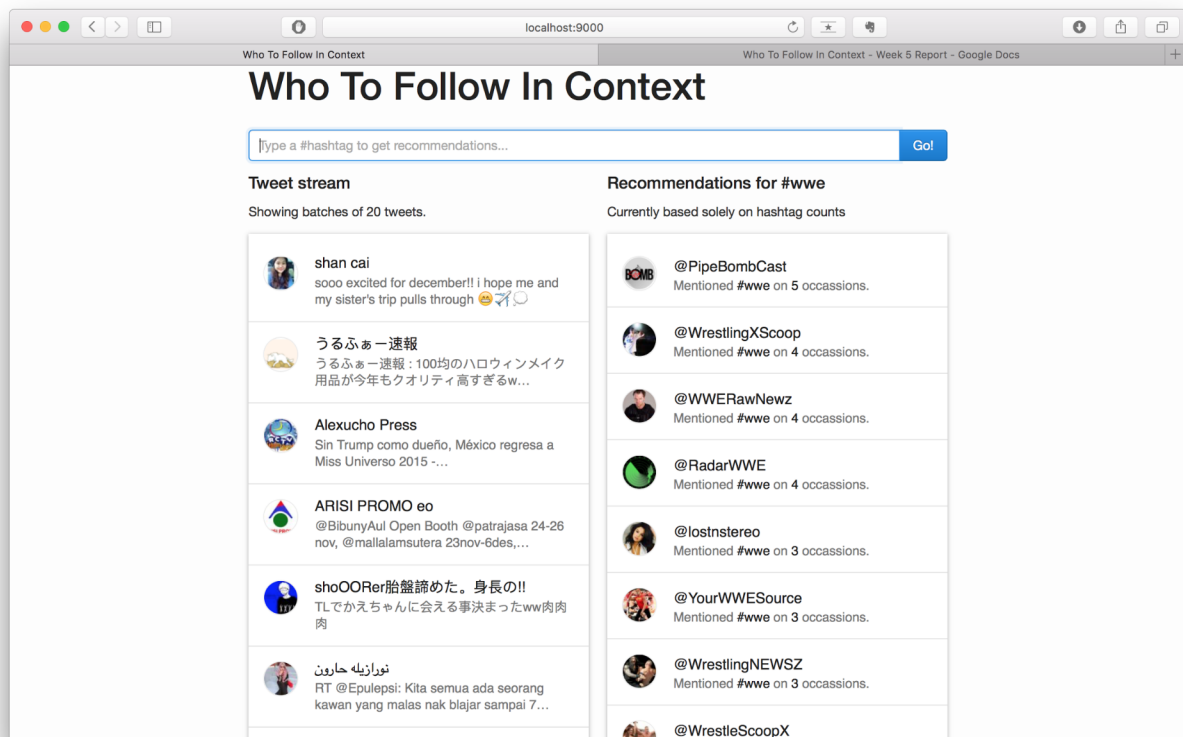 localhost:9000
Who To Follow In Context
Who To Follow In Context - Week 5 Report - Google Docs
Who To Follow In Context
Type a #hashtag to get recommendations...
Go!
Tweet stream
Showing batches of 20 tweets.
shan cai
sooo excited for december!! i hope me and
my sister's trip pulls through 😁✈️💭
うるふぁー速報
うるふぁー速報 : 100均のハロウィンメイク
用品が今年もクオリティ高すぎるw…
Alexucho Press
Sin Trump como dueño, México regresa a
Miss Universo 2015 -…
ARISI PROMO eo
@BibunyAul Open Booth @patrajasa 24-26
nov, @mallalamsutera 23nov-6des,…
shoOORer胎盤諦めた。身長の!!
TLでかえちゃんに会える事決まったww肉肉
肉
نورازيله حارون
RT @Epulepsi: Kita semua ada seorang
kawan yang malas nak blajar sampai 7…
Recommendations for #wwe
Currently based solely on hashtag counts
BOMB
@PipeBombCast
Mentioned #wwe on 5 occassions.
@WrestlingXScoop
Mentioned #wwe on 4 occassions.
@WWERawNewz
Mentioned #wwe on 4 occassions.
@RadarWWE
Mentioned #wwe on 4 occassions.
@lostnstereo
Mentioned #wwe on 3 occassions.
@YourWWESource
Mentioned #wwe on 3 occassions.
@WrestlingNEWSZ
Mentioned #wwe on 3 occassions.
@WrestleScoopX